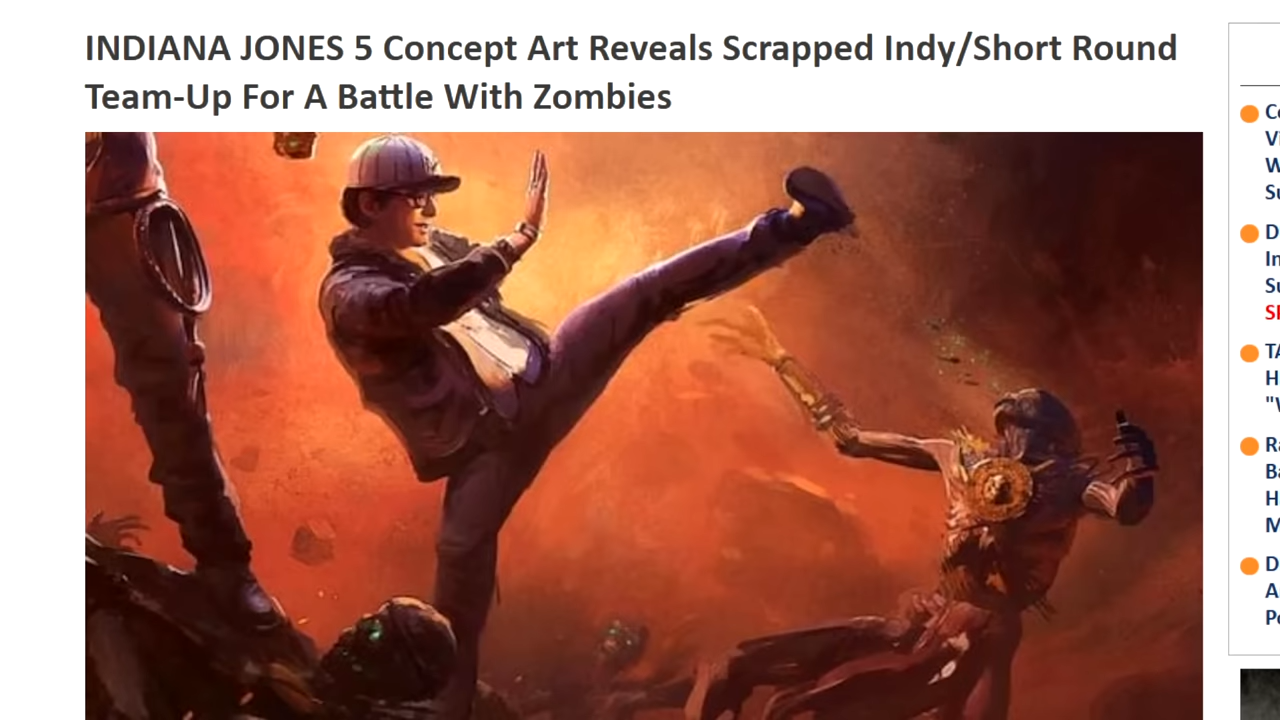 INDIANA JONES 5 Concept Art Reveals Scrapped Indy/Short Round
Team-Up For A Battle With Zombies